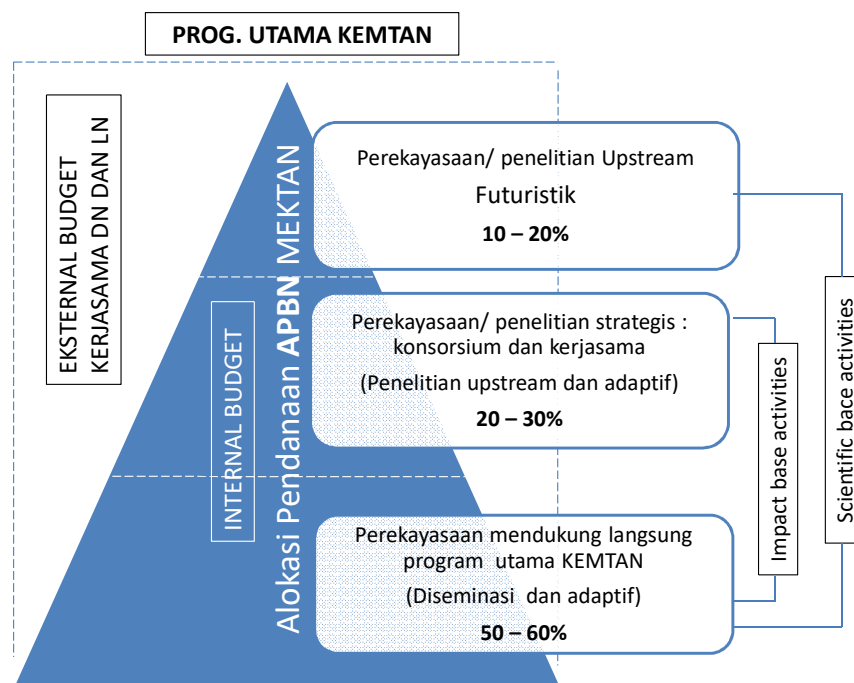 PROG. UTAMA KEMTAN
EKSTERNAL BUDGET
KERJASAMA DN DAN LN
INTERNAL BUDGET
Alokasi Pendanaan APBN MEKTAN
Perekayasaan/ penelitian Upstream
Futuristik
10 – 20%
Perekayasaan/ penelitian strategis :
konsorsium dan kerjasama
(Penelitian upstream dan adaptif)
20 – 30%
Perekayasaan mendukung langsung
program utama KEMTAN
(Diseminasi dan adaptif)
50 – 60%
Impact base activities
Scientific bace activities